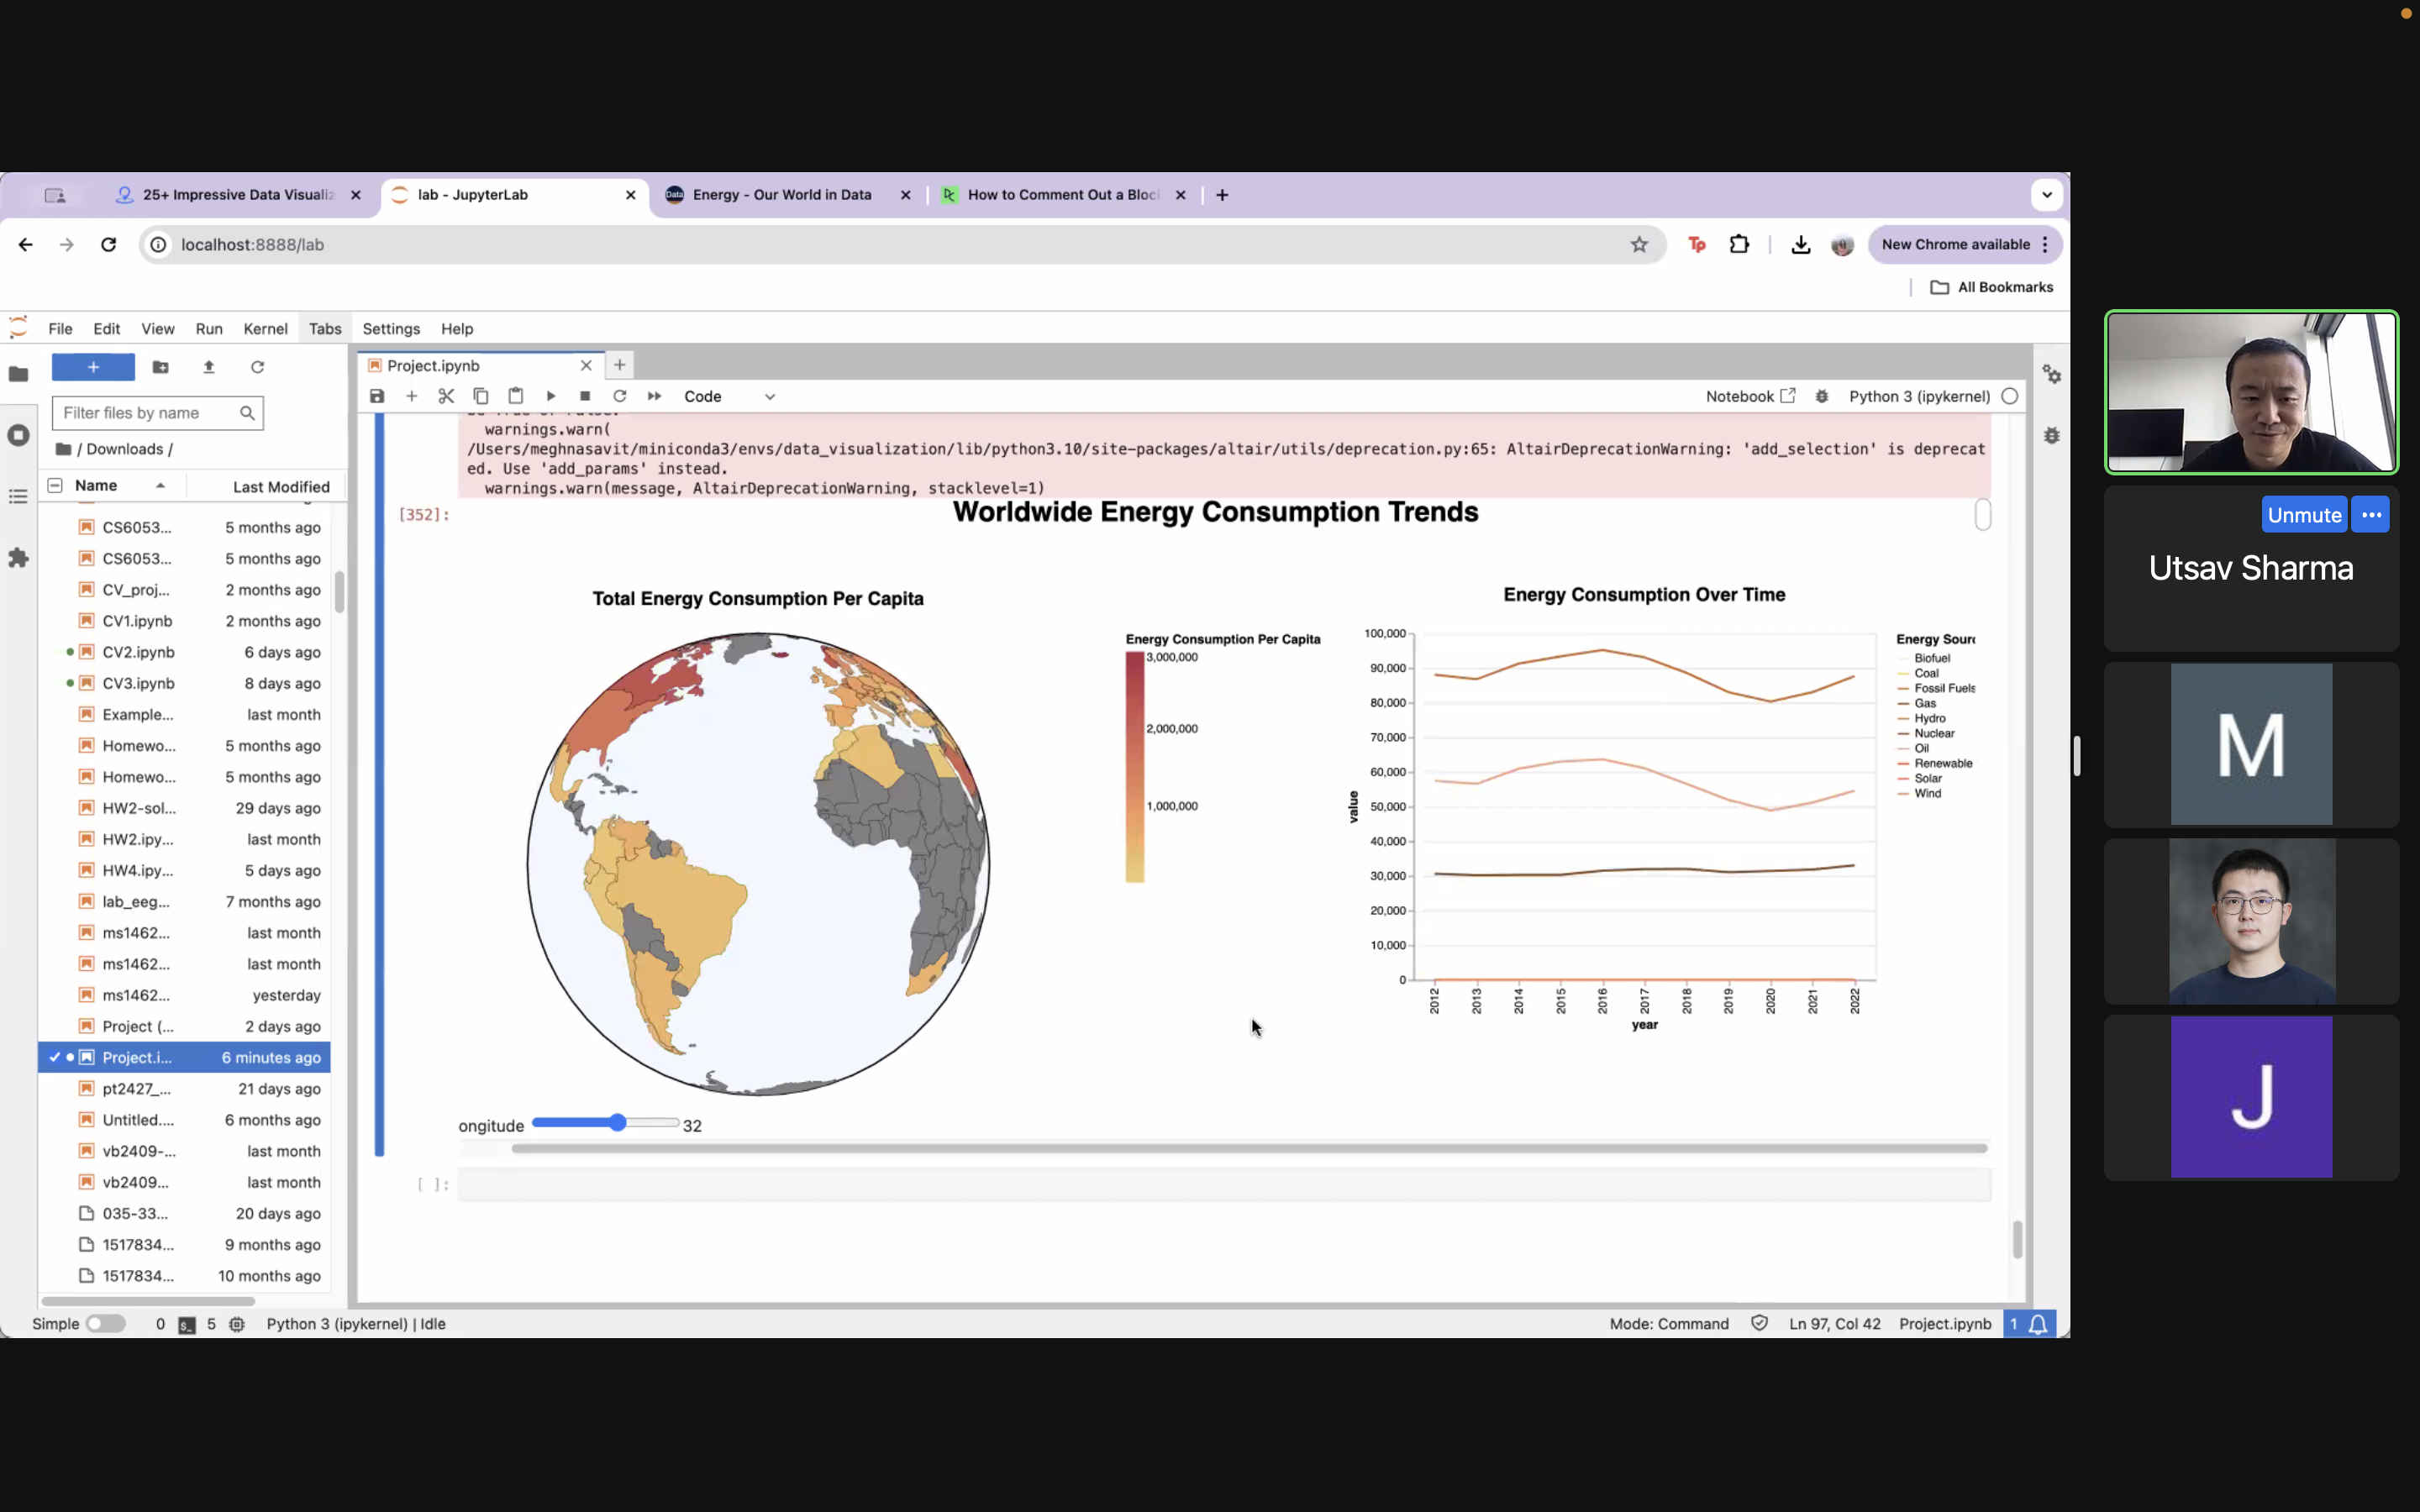 25+ Impressive Data Visualiz
lab - JupyterLab
Energy - Our World in Data
How to Comment Out a Bloc
localhost:8888/lab
Tp
New Chrome available
All Bookmarks
File Edit View Run Kernel Tabs Settings Help
Project.ipynb
Filter files by name
Code
Notebook
Python 3 (ipykernel)
/ Downloads /
Name Last Modified
CS6053... 5 months ago
CS6053... 5 months ago
CV_proj... 2 months ago
CV1.ipynb 2 months ago
CV2.ipynb 6 days ago
CV3.ipynb 8 days ago
Example... last month
Homewo... 5 months ago
Homewo... 5 months ago
HW2-sol... 29 days ago
HW2.ipy... last month
HW4.ipy... 5 days ago
lab_eeg... 7 months ago
ms1462... last month
ms1462... last month
ms1462... yesterday
Project (... 2 days ago
Project.i... 6 minutes ago
pt2427_... 21 days ago
Untitled.... 6 months ago
vb2409-... last month
vb2409... last month
035-33... 20 days ago
1517834... 9 months ago
1517834... 10 months ago
warnings.warn(
/Users/meghnasavit/miniconda3/envs/data_visualization/lib/python3.10/site-packages/altair/utils/deprecation.py:65: AltairDeprecationWarning: 'add_selection' is deprecat
ed. Use 'add_params' instead.
warnings.warn(message, AltairDeprecationWarning, stacklevel=1)
[352]:
Worldwide Energy Consumption Trends
Total Energy Consumption Per Capita
Energy Consumption Per Capita
3,000,000
2,000,000
1,000,000
Energy Consumption Over Time
100,000
90,000
80,000
70,000
60,000
50,000
40,000
30,000
20,000
10,000
0
value
2012 2013 2014 2015 2016 2017 2018 2019 2020 2021 2022
year
Energy Sourc
Biofuel
Coal
Fossil Fuels
Gas
Hydro
Nuclear
Oil
Renewable
Solar
Wind
ongitude 32
[ ]:
Simple 0 5 Python 3 (ipykernel) | Idle
Mode: Command Ln 97, Col 42 Project.ipynb 1
Unmute
Utsav Sharma
M
J